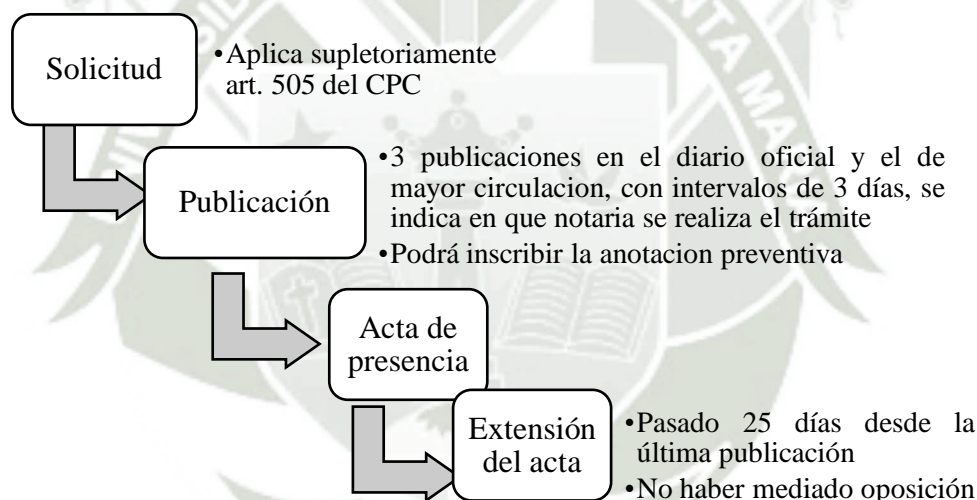 Solicitud
•Aplica supletoriamente
art. 505 del CPC
Publicación
•3 publicaciones en el diario oficial y el de
mayor circulacion, con intervalos de 3 días, se
indica en que notaria se realiza el trámite
•Podrá inscribir la anotacion preventiva
Acta de
presencia
Extensión
del acta
•Pasado 25 días desde la
última publicación
•No haber mediado oposición